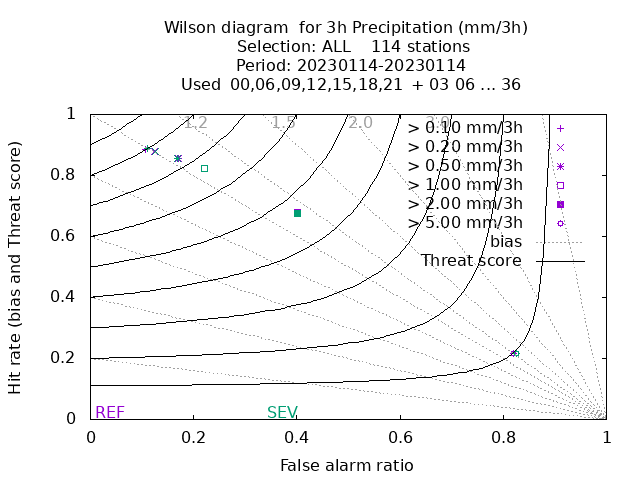 Wilson diagram  for 3h Precipitation (mm/3h)
Selection: ALL    114 stations
Period: 20230114-20230114
Used  00,06,09,12,15,18,21  + 03 06 ... 36
Hit rate (bias and Threat score)
1
0.8
0.6
0.4
0.2
0
1.2
1.5
2.0
3.0
> 0.10 mm/3h
> 0.20 mm/3h
> 0.50 mm/3h
> 1.00 mm/3h
> 2.00 mm/3h
> 5.00 mm/3h
bias
Threat score
REF
SEV
0
0.2
0.4
0.6
0.8
1
False alarm ratio